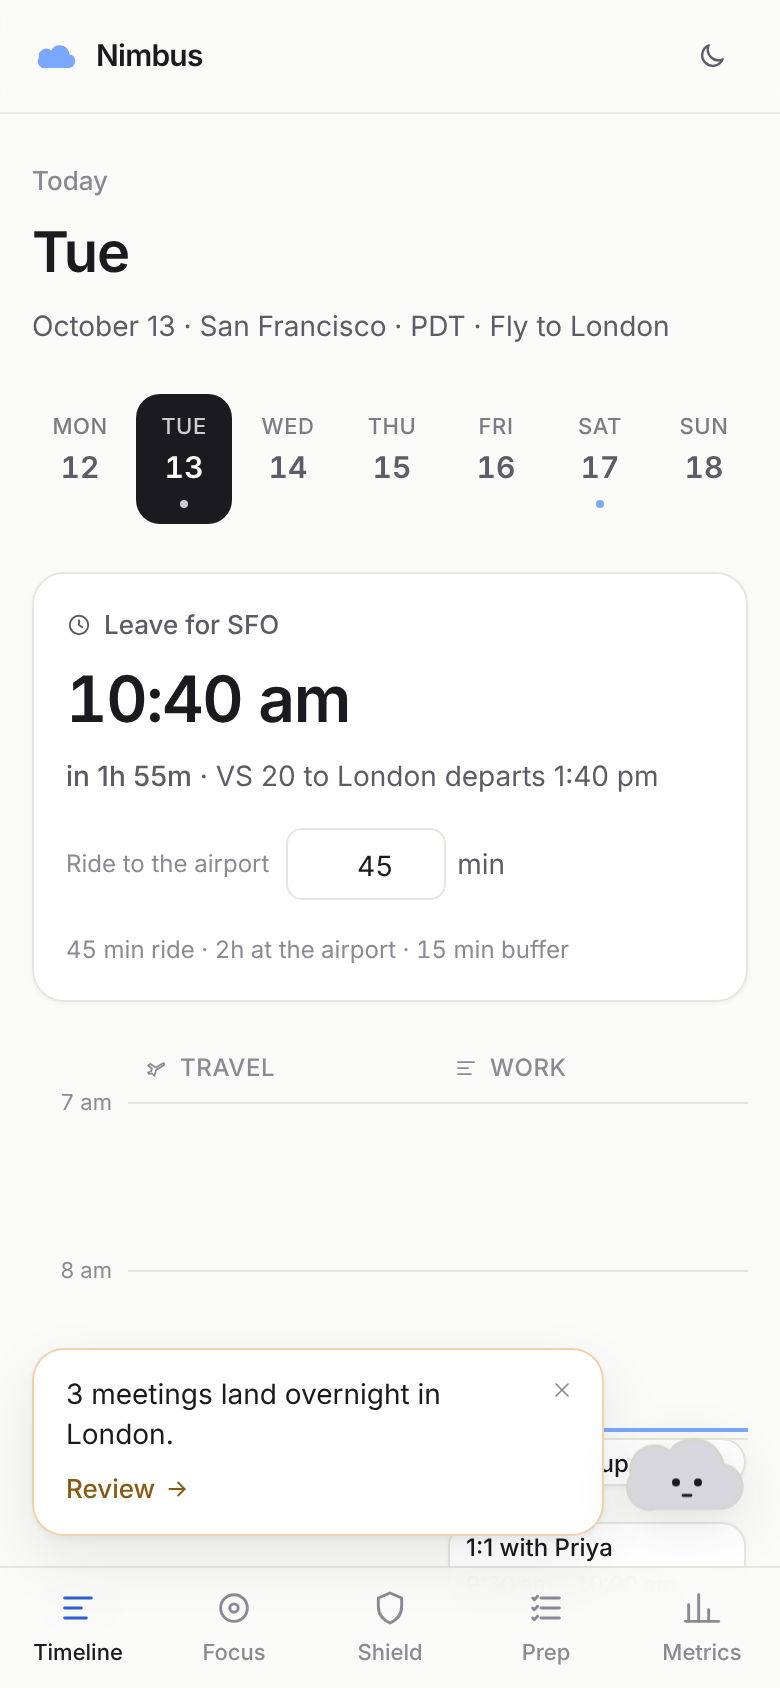 Nimbus
Today
Tue
October 13 · San Francisco · PDT · Fly to London
MON TUE WED THU FRI SAT SUN
12 13 14 15 16 17 18
Leave for SFO
10:40 am
in 1h 55m · VS 20 to London departs 1:40 pm
Ride to the airport 45 min
45 min ride · 2h at the airport · 15 min buffer
TRAVEL WORK
7 am
8 am
3 meetings land overnight in
London.
Review →
up
1:1 with Priya
Timeline Focus Shield Prep Metrics